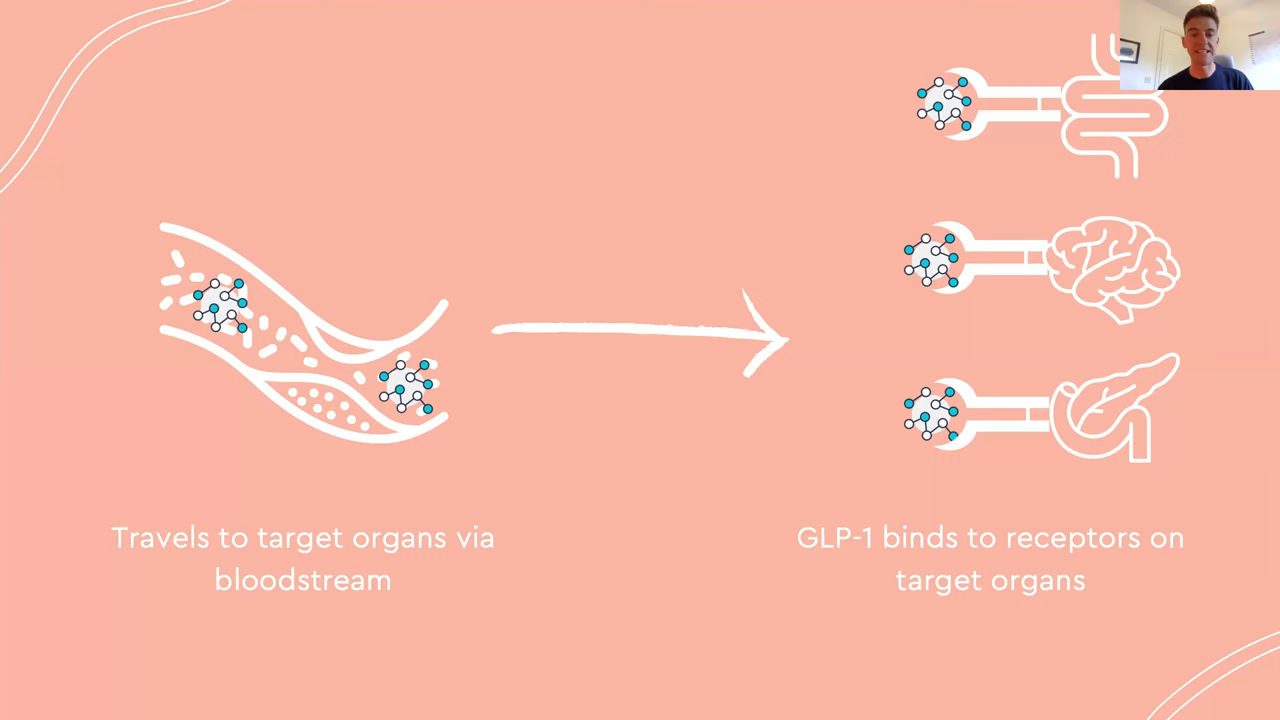 Travels to target organs via
bloodstream
GLP-1 binds to receptors on
target organs